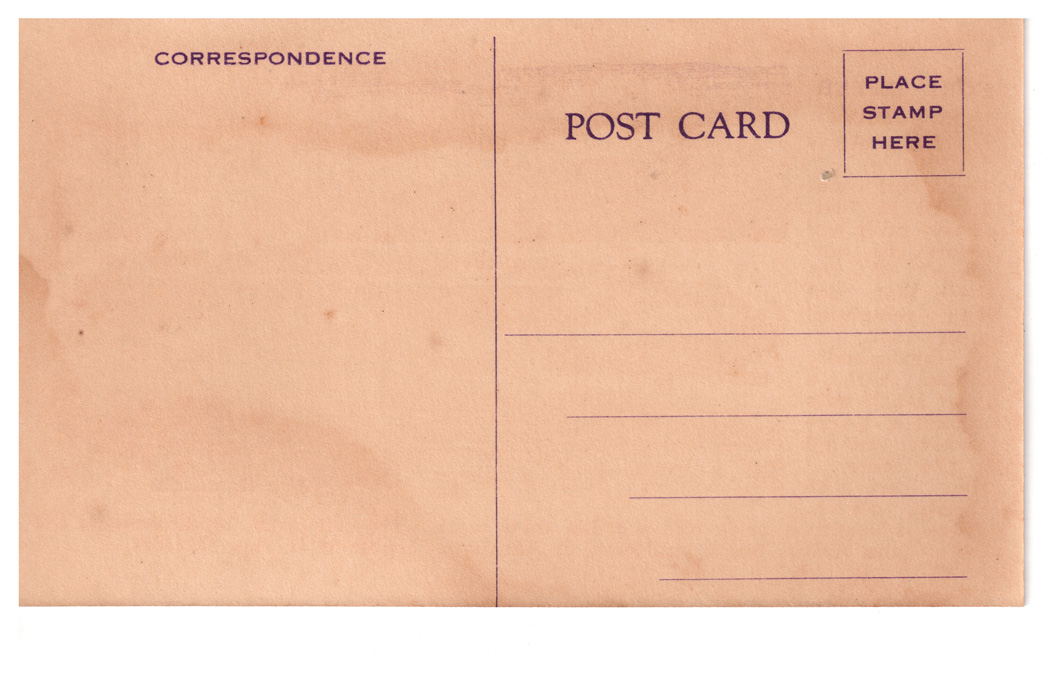 CORRESPONDENCE
POST CARD
PLACE
STAMP
HERE